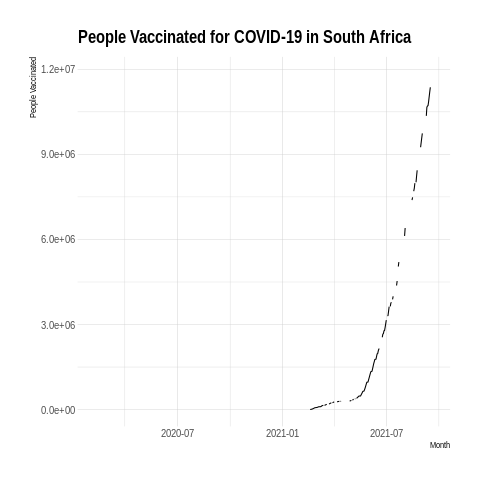 People Vaccinated for COVID-19 in South Africa
People Vaccinated
1.2e+07
9.0e+06
6.0e+06
3.0e+06
0.0e+00
2020-07
2021-01
2021-07
Month